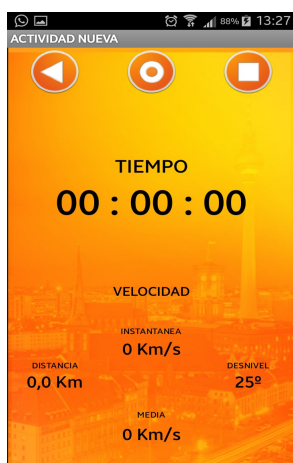 88% 13:27
ACTIVIDAD NUEVA
TIEMPO
00 : 00 : 00
VELOCIDAD
INSTANTANEA
0 Km/s
DISTANCIA
0,0 Km
DESNIVEL
25º
MEDIA
0 Km/s